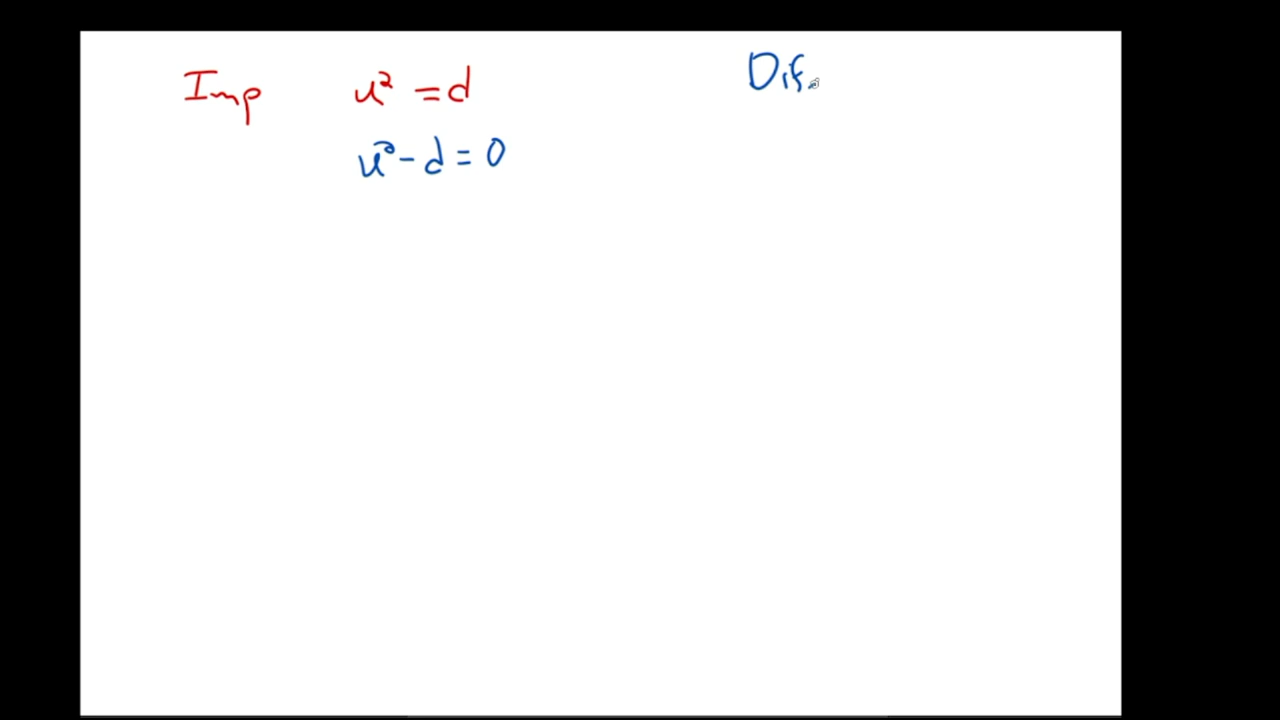 Imp u² = d Dif.
u² - d = 0